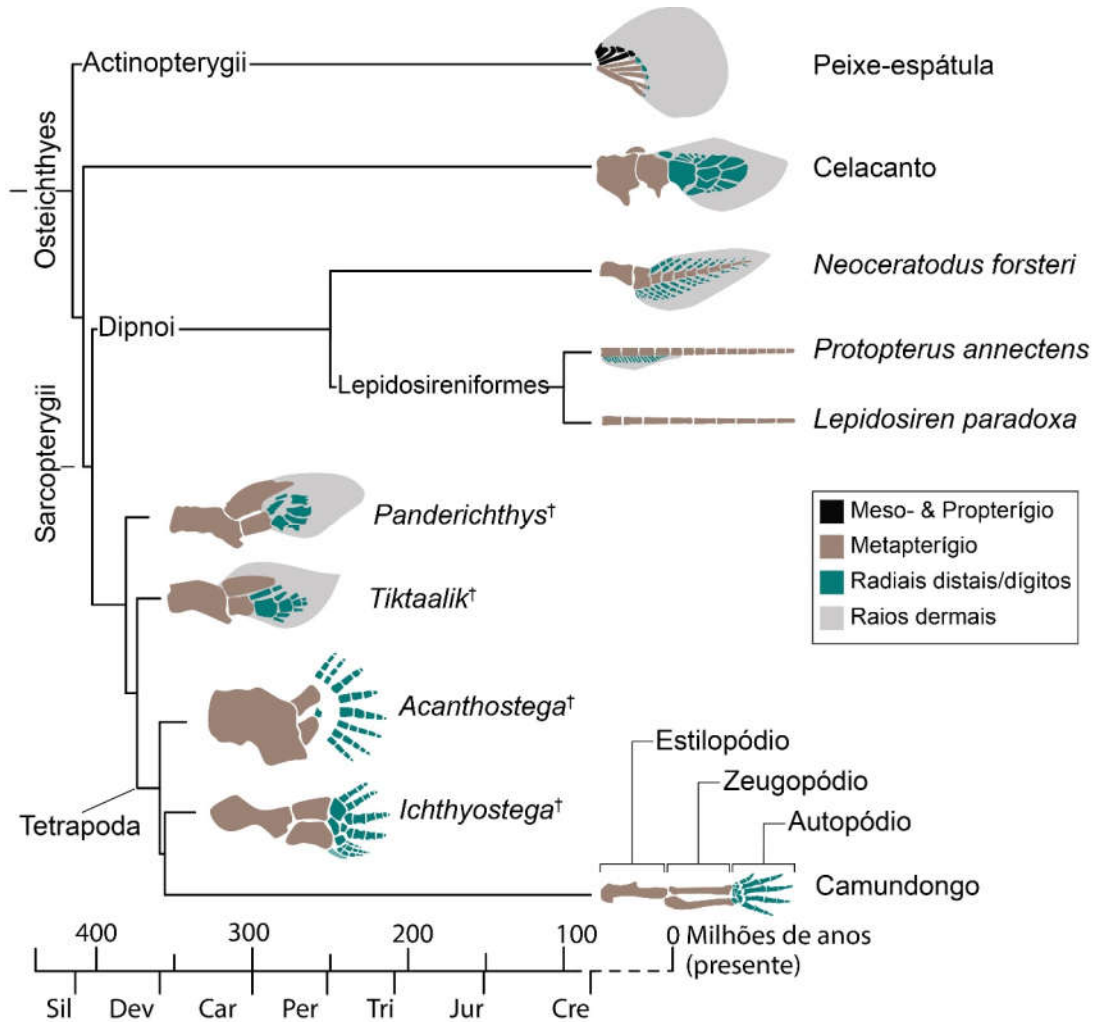 Actinopterygii
Peixe-espátula
Osteichthyes
Celacanto
Neoceratodus forsteri
Dipnoi
Protopterus annectens
Lepidosireniformes
Lepidosiren paradoxa
Sarcopterygii
Panderichthys†
Meso- & Propterígio
Metapterígio
Radiais distais/dígitos
Raios dermais
Tiktaalik†
Acanthostega†
Estilopódio
Zeugopódio
Autopódio
Ichthyostega†
Tetrapoda
Camundongo
400 300 200 100 0 Milhões de anos
(presente)
Sil Dev Car Per Tri Jur Cre